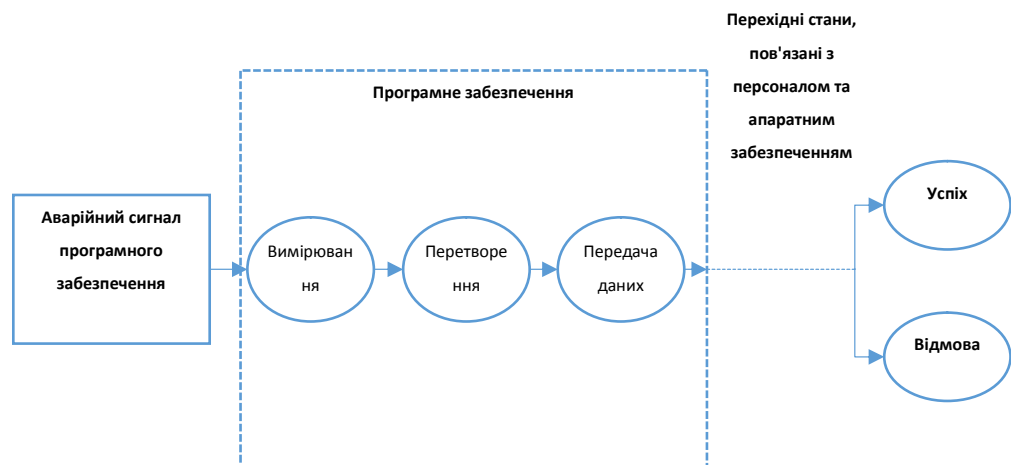 Перехідні стани,
пов'язані з
персоналом та
апаратним
забезпеченням
Програмне забезпечення
Аварійний сигнал
програмного
забезпечення
Вимірюван
ня
Перетворе
ння
Передача
даних
Успіх
Відмова